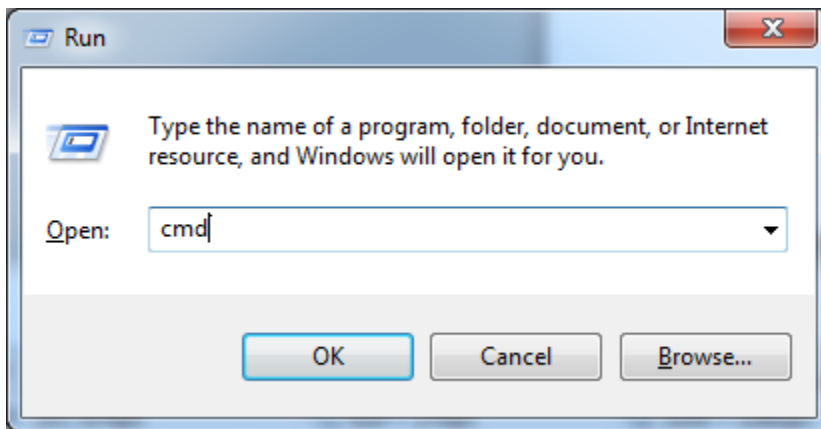 Run
Type the name of a program, folder, document, or Internet
resource, and Windows will open it for you.
Open:
cmd
OK
Cancel
Browse...